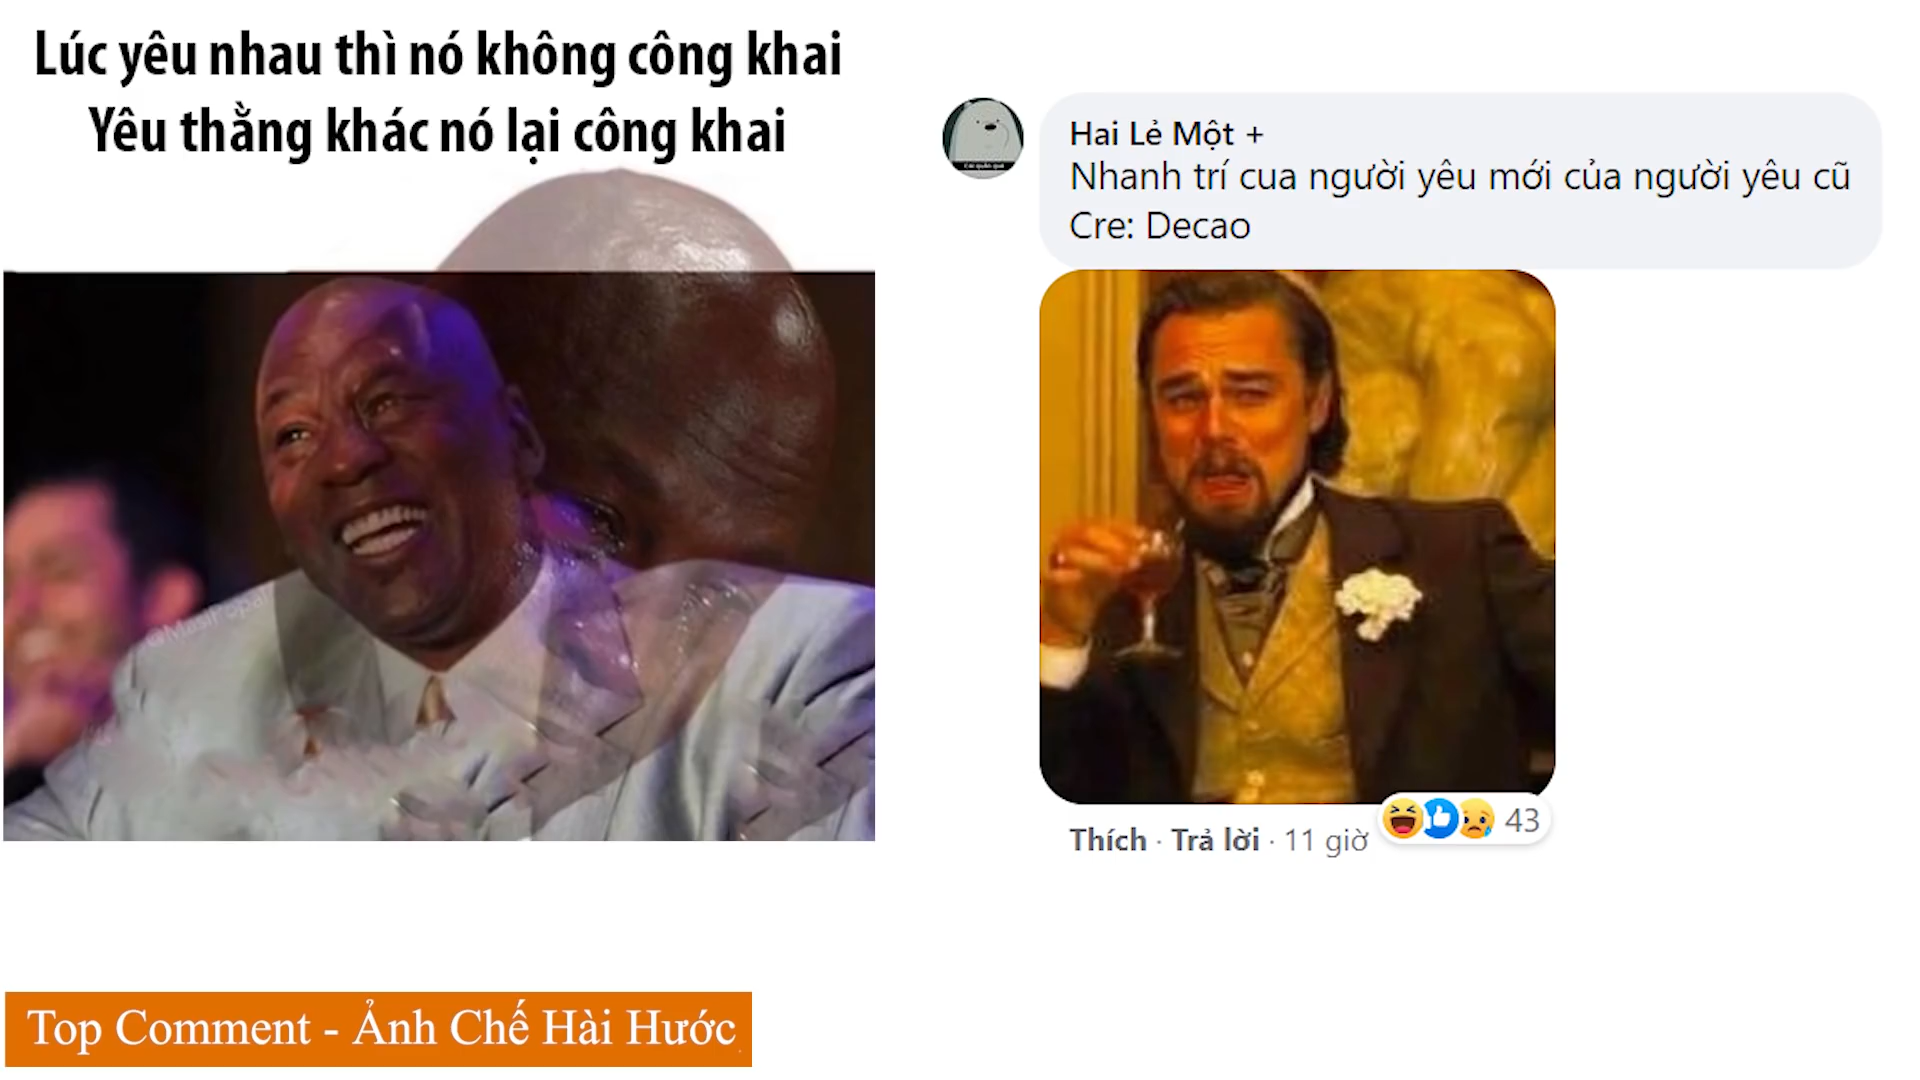 Lúc yêu nhau thì nó không công khai
Yêu thằng khác nó lại công khai
Hai Lẻ Một +
Nhanh trí cua người yêu mới của người yêu cũ
Cre: Decao
Thích · Trả lời · 11 giờ
43
Top Comment - Ảnh Chế Hài Hước